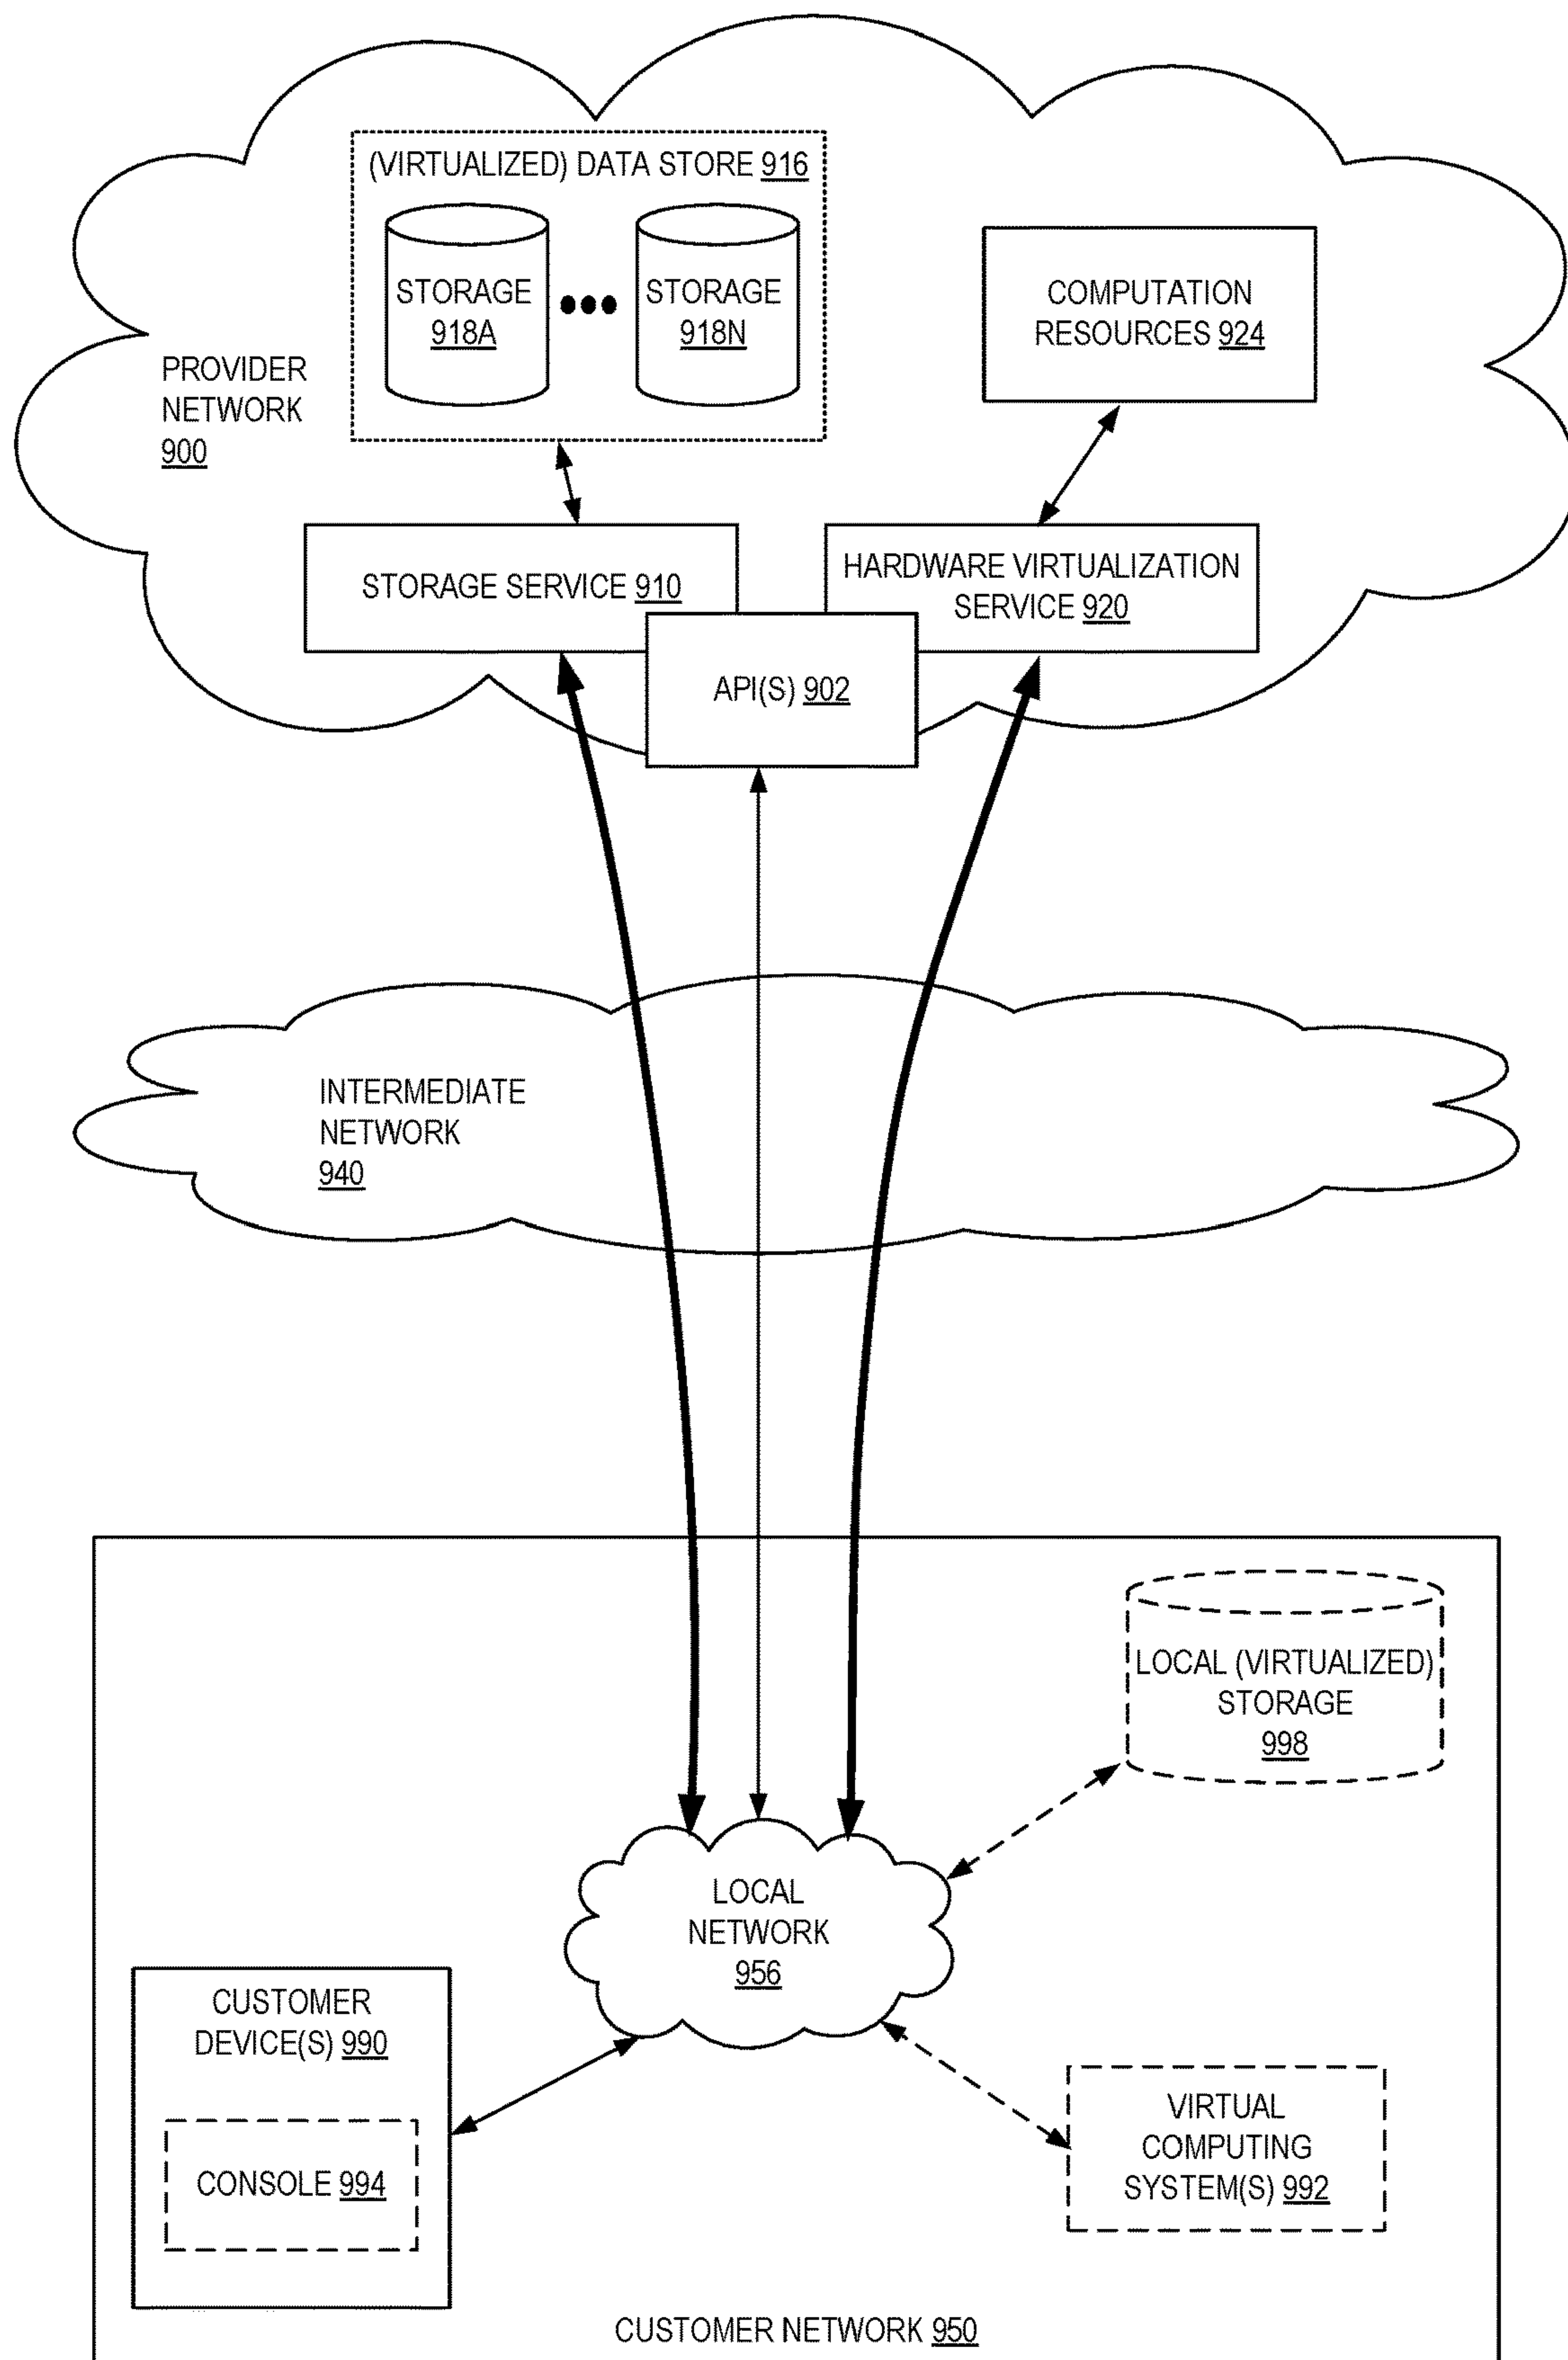 (VIRTUALIZED) DATA STORE 916
STORAGE
918A
STORAGE
918N
COMPUTATION
RESOURCES 924
PROVIDER
NETWORK
900
STORAGE SERVICE 910
HARDWARE VIRTUALIZATION
SERVICE 920
API(S) 902
INTERMEDIATE
NETWORK
940
LOCAL (VIRTUALIZED)
STORAGE
998
LOCAL
NETWORK
956
CUSTOMER
DEVICE(S) 990
CONSOLE 994
VIRTUAL
COMPUTING
SYSTEM(S) 992
CUSTOMER NETWORK 950